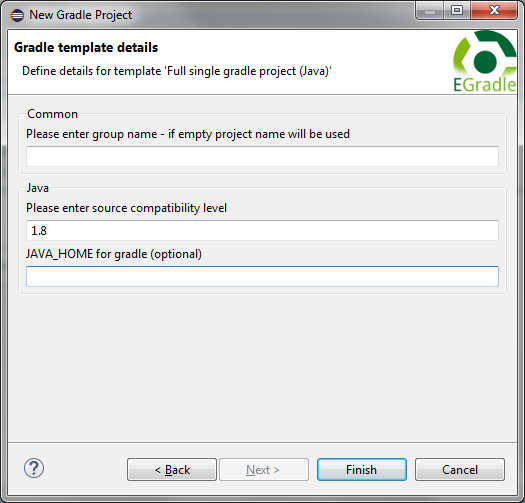 New Gradle Project
Gradle template details
Define details for template 'Full single gradle project (Java)'
EGradle
Common
Please enter group name - if empty project name will be used
Java
Please enter source compatibility level
1.8
JAVA_HOME for gradle (optional)
?
< Back
Next >
Finish
Cancel